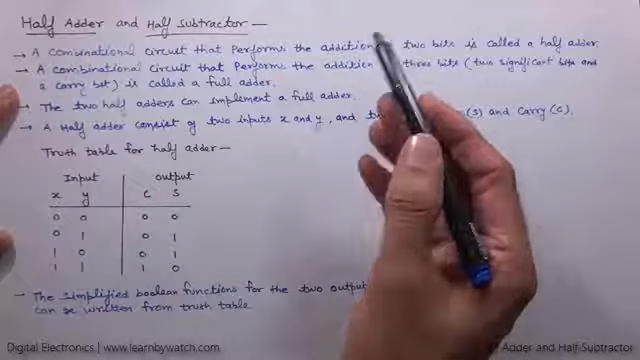 Half Adder and Half Subtractor —
→ A combinational circuit that performs the addition two bits is called a half adder.
→ A combinational circuit that performs the addition three bits (two significant bits and
a carry bit) is called a full adder.
→ The two half adders can implement a full adder.
→ A Half adder consist of two inputs x and y, and (S) and carry (C).
Truth table for half adder —
Input output
x y C S
0 0 0 0
0 1 0 1
1 0 0 1
1 1 1 0
→ The simplified boolean functions for the two output
can be written from truth table
Digital Electronics | www.learnbywatch.com Adder and Half Subtractor